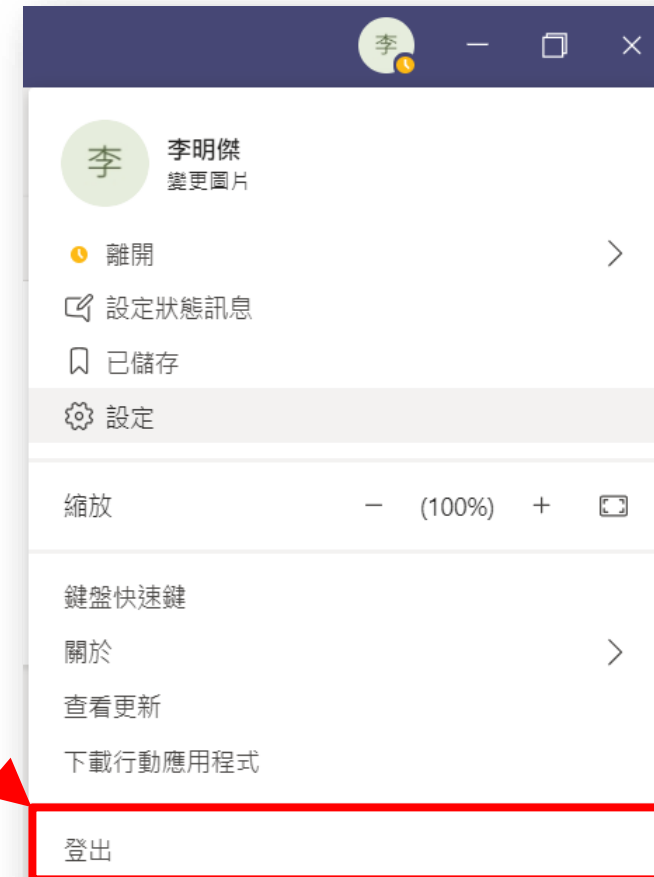 李
李 李明傑
變更圖片
離開
設定狀態訊息
已儲存
設定
縮放 − (100%) +
鍵盤快速鍵
關於
查看更新
下載行動應用程式
登出